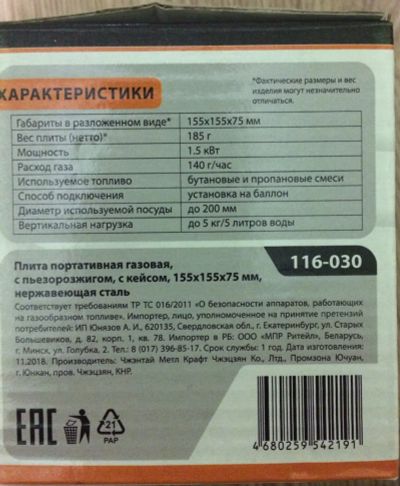 ХАРАКТЕРИСТИКИ
*Фактические размеры и вес
изделия могут незначительно
отличаться.
Габариты в разложенном виде* 155х155х75 мм
Вес плиты (нетто)* 185 г
Мощность 1.5 кВт
Расход газа 140 г/час
Используемое топливо бутановые и пропановые смеси
Способ подключения установка на баллон
Диаметр используемой посуды до 200 мм
Вертикальная нагрузка до 5 кг/5 литров воды
116-030
Плита портативная газовая,
с пьезорозжигом, с кейсом, 155х155х75 мм,
нержавеющая сталь
Соответствует требованиям ТР ТС 016/2011 «О безопасности аппаратов, работающих
на газообразном топливе». Импортер, лицо, уполномоченное на принятие претензий
потребителей: ИП Юнязов А. И., 620135, Свердловская обл., г. Екатеринбург, ул. Старых
Большевиков, д. 82, корп. 1, кв. 78. Импортер в РБ: ООО «МПР Ритейл», Беларусь,
г. Минск, ул. Голубка, 2. Тел.: 8 (017) 396-85-17. Срок службы: 1 год. Дата изготовления:
11.2018. Производитель: Чжэнтай Метл Крафт Чжэцзян Ко., Лтд., Промзона Ючуан,
г. Юнкан, пров. Чжэцзян, КНР.
EAC
21
PAP
4 680259 542191